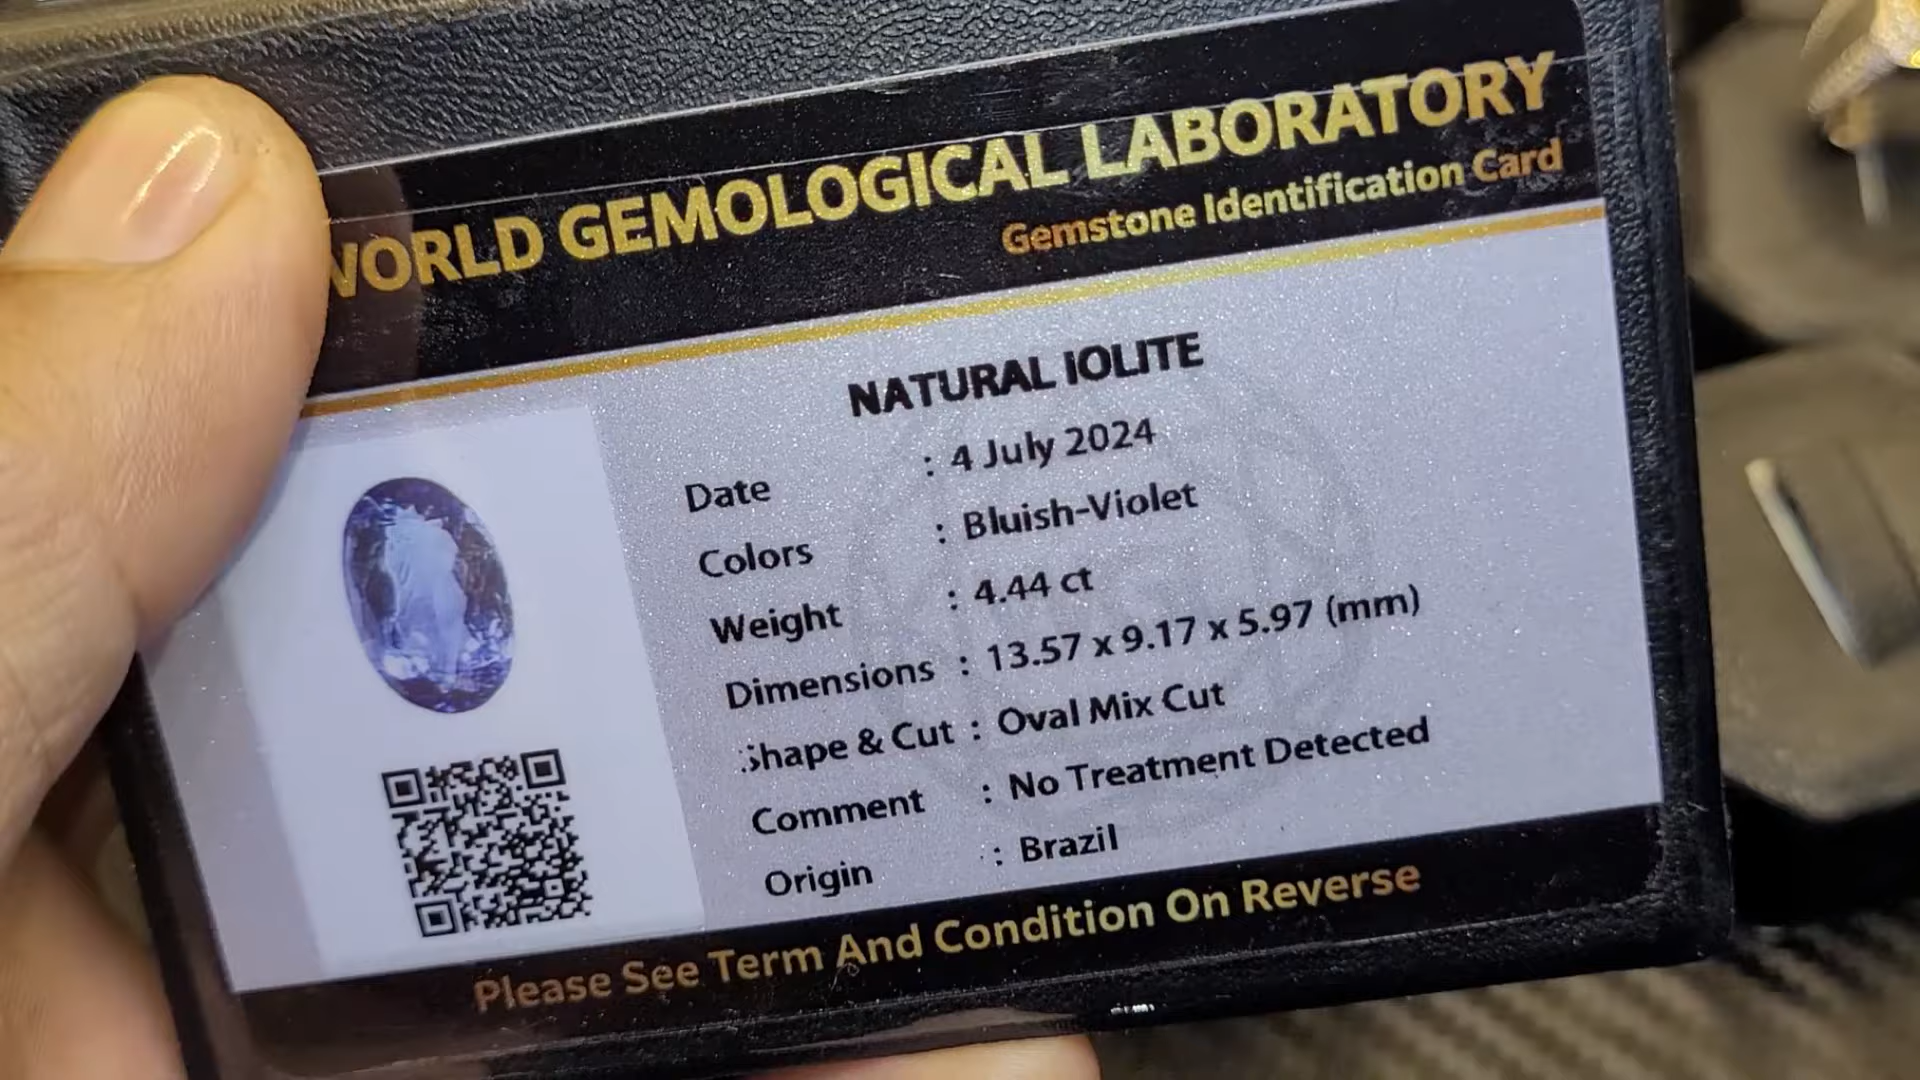 WORLD GEMOLOGICAL LABORATORY
Gemstone Identification Card
NATURAL IOLITE
Date : 4 July 2024
Colors : Bluish-Violet
Weight : 4.44 ct
Dimensions : 13.57 x 9.17 x 5.97 (mm)
Shape & Cut : Oval Mix Cut
Comment : No Treatment Detected
Origin : Brazil
Please See Term And Condition On Reverse